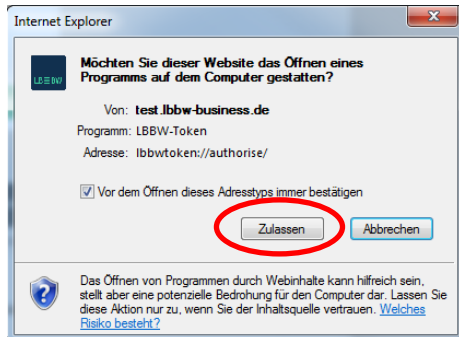 Internet Explorer
Möchten Sie dieser Website das Öffnen eines
Programms auf dem Computer gestatten?
LB≡BW
Von: test.lbbw-business.de
Programm: LBBW-Token
Adresse: lbbwtoken://authorise/
Vor dem Öffnen dieses Adresstyps immer bestätigen
Zulassen
Abbrechen
Das Öffnen von Programmen durch Webinhalte kann hilfreich sein,
stellt aber eine potenzielle Bedrohung für den Computer dar. Lassen Sie
diese Aktion nur zu, wenn Sie der Inhaltsquelle vertrauen. Welches
Risiko besteht?